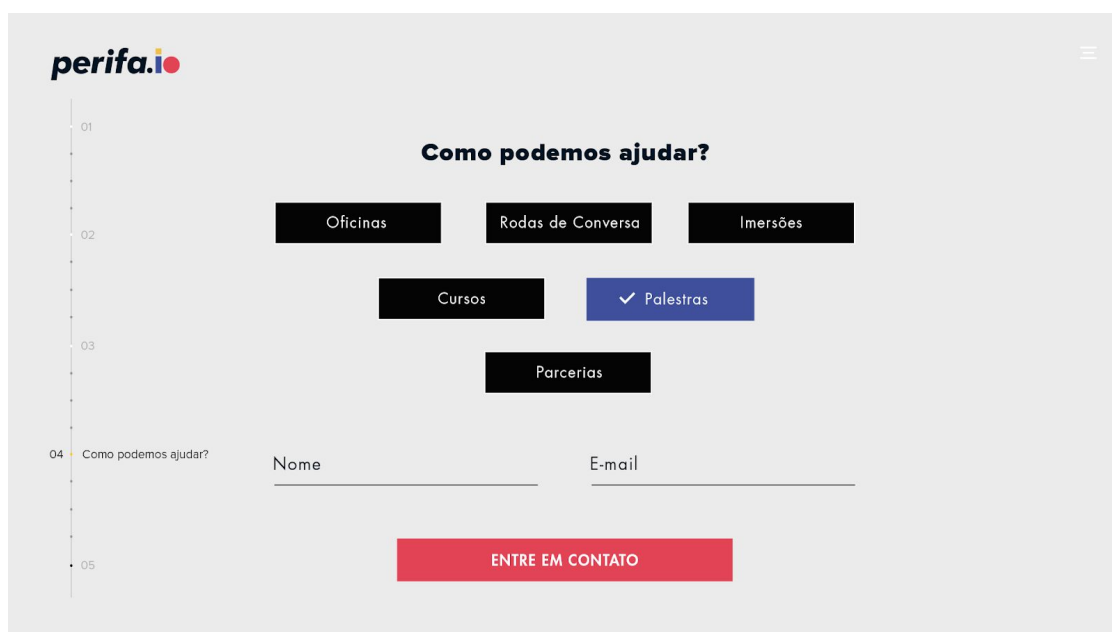 perifa.io
01
Como podemos ajudar?
Oficinas
Rodas de Conversa
Imersões
02
Cursos
Palestras
03
Parcerias
04 Como podemos ajudar?
Nome
E-mail
ENTRE EM CONTATO
05